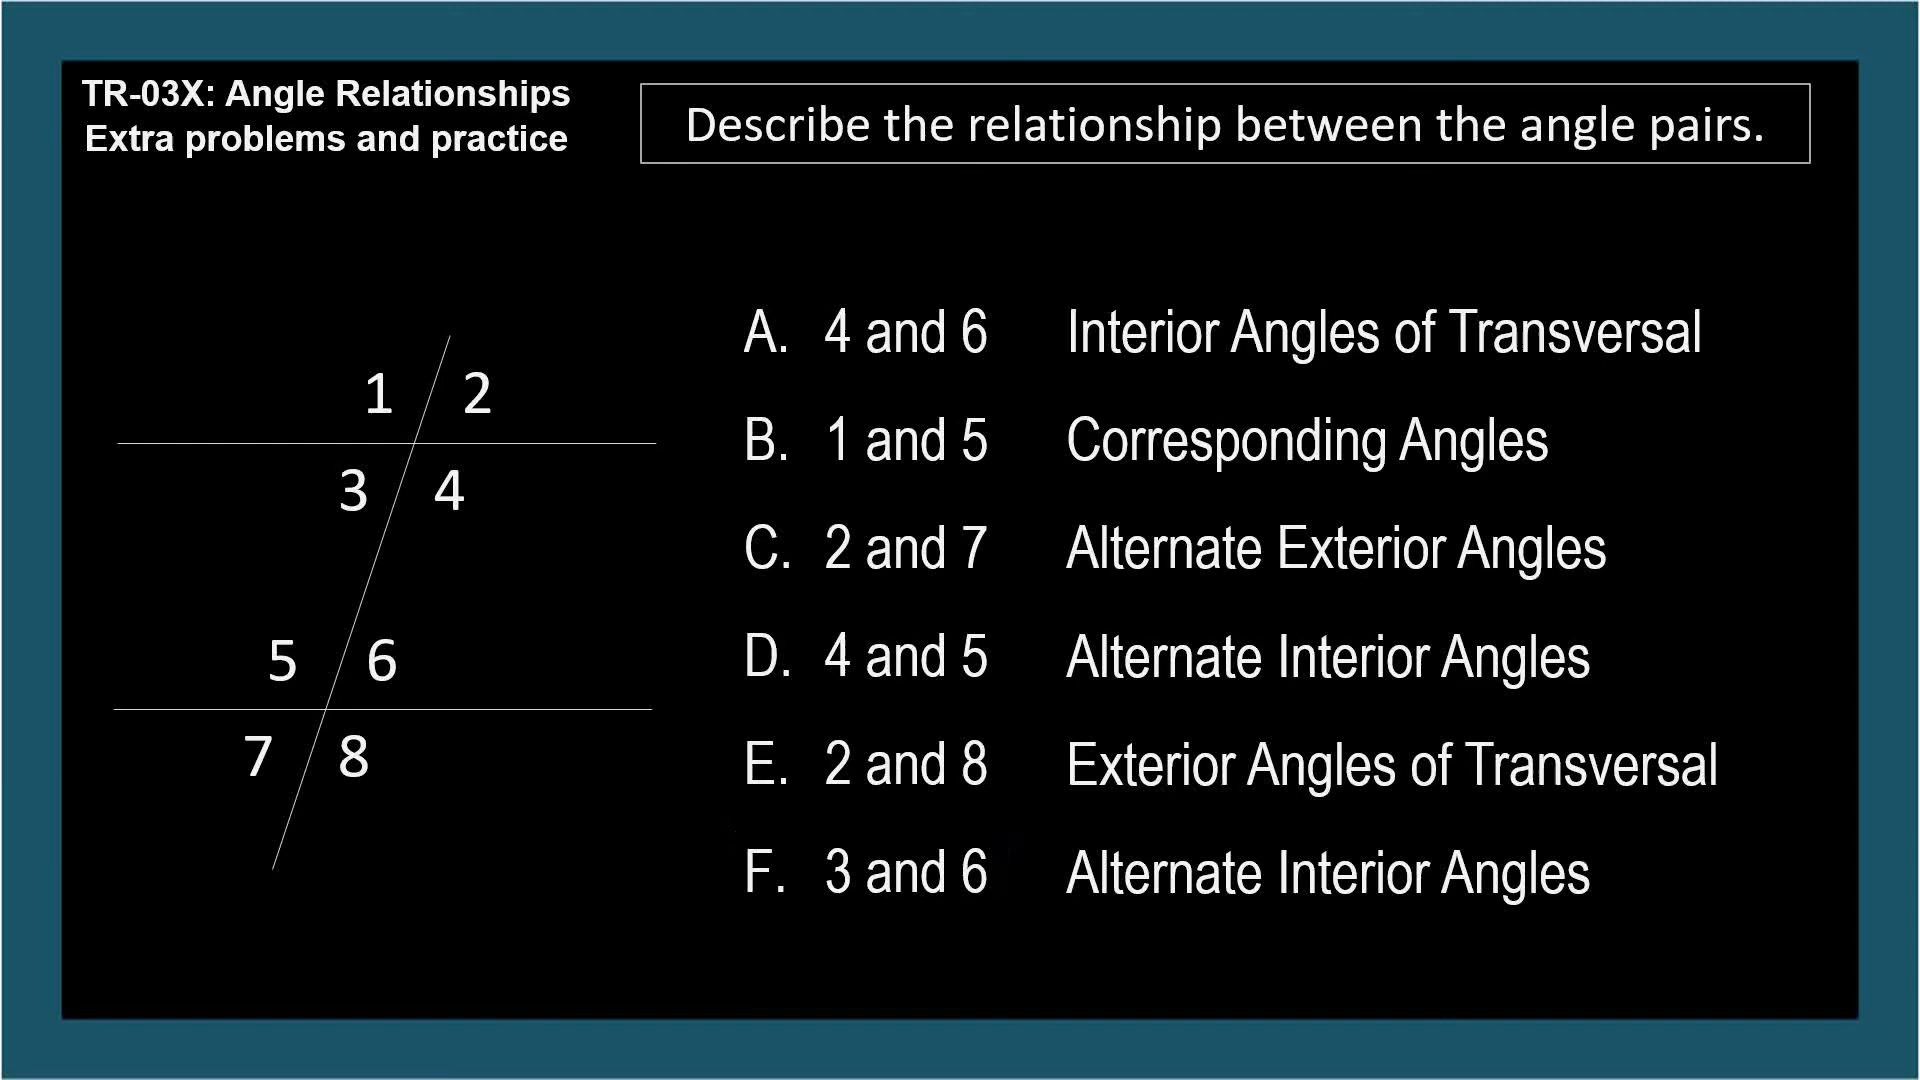 TR-03X: Angle Relationships
Extra problems and practice
Describe the relationship between the angle pairs.
1 2
3 4
5 6
7 8
A. 4 and 6 Interior Angles of Transversal
B. 1 and 5 Corresponding Angles
C. 2 and 7 Alternate Exterior Angles
D. 4 and 5 Alternate Interior Angles
E. 2 and 8 Exterior Angles of Transversal
F. 3 and 6 Alternate Interior Angles